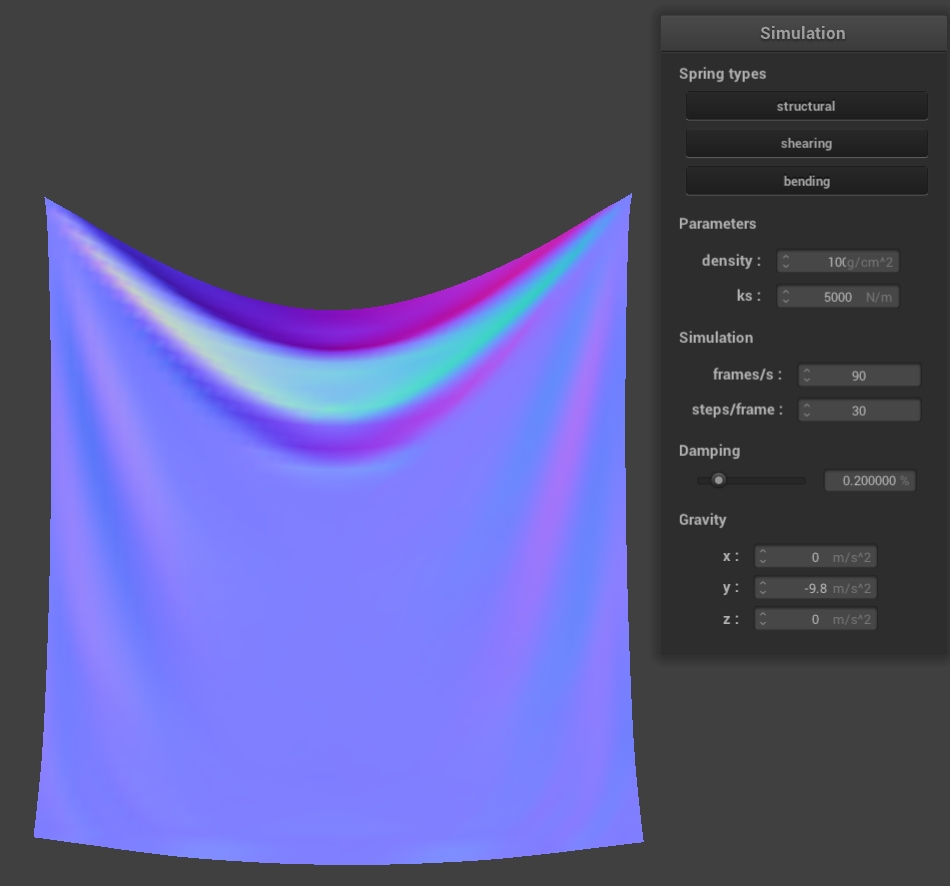 Simulation
Spring types
structural
shearing
bending
Parameters
density : g/cm^2
ks : 5000 N/m
Simulation
frames/s : 90
steps/frame : 30
Damping
0.200000 %
Gravity
x : 0 m/s^2
y : -9.8 m/s^2
z : 0 m/s^2